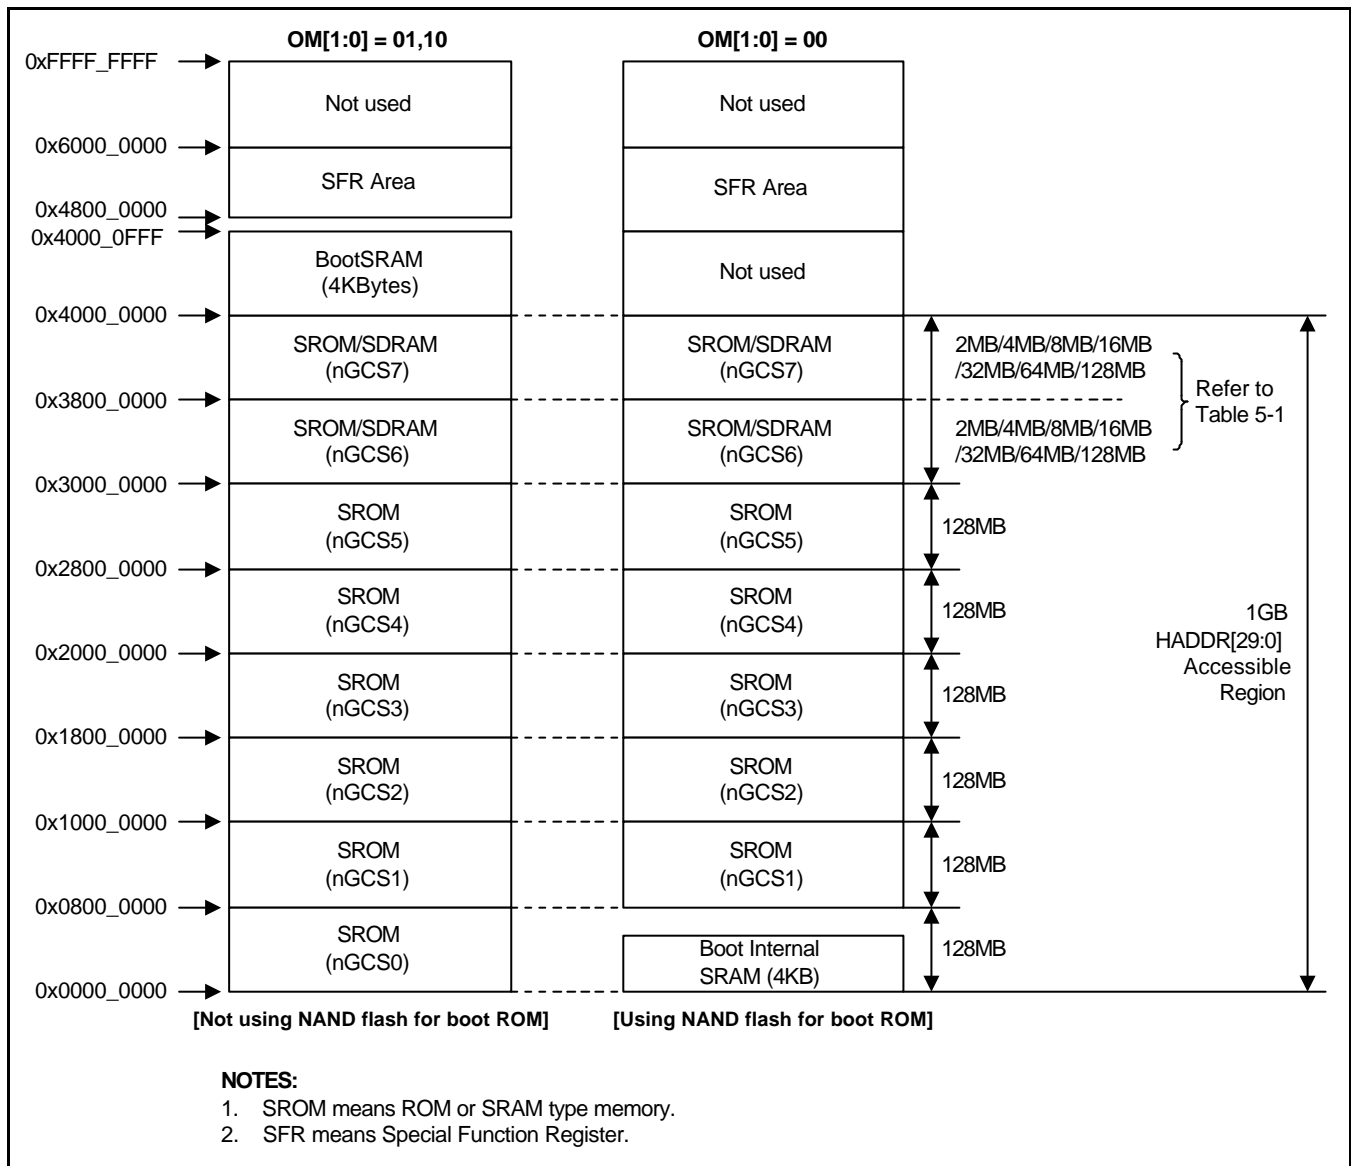 OM[1:0] = 01,10
OM[1:0] = 00
0xFFFF_FFFF
Not used
Not used
0x6000_0000
SFR Area
SFR Area
0x4800_0000
0x4000_0FFF
BootSRAM
(4KBytes)
Not used
0x4000_0000
SROM/SDRAM
(nGCS7)
SROM/SDRAM
(nGCS7)
2MB/4MB/8MB/16MB
/32MB/64MB/128MB
Refer to
Table 5-1
0x3800_0000
SROM/SDRAM
(nGCS6)
SROM/SDRAM
(nGCS6)
2MB/4MB/8MB/16MB
/32MB/64MB/128MB
0x3000_0000
SROM
(nGCS5)
SROM
(nGCS5)
128MB
0x2800_0000
SROM
(nGCS4)
SROM
(nGCS4)
128MB
1GB
HADDR[29:0]
Accessible
Region
0x2000_0000
SROM
(nGCS3)
SROM
(nGCS3)
128MB
0x1800_0000
SROM
(nGCS2)
SROM
(nGCS2)
128MB
0x1000_0000
SROM
(nGCS1)
SROM
(nGCS1)
128MB
0x0800_0000
SROM
(nGCS0)
Boot Internal
SRAM (4KB)
128MB
0x0000_0000
[Not using NAND flash for boot ROM]
[Using NAND flash for boot ROM]
NOTES:
1. SROM means ROM or SRAM type memory.
2. SFR means Special Function Register.